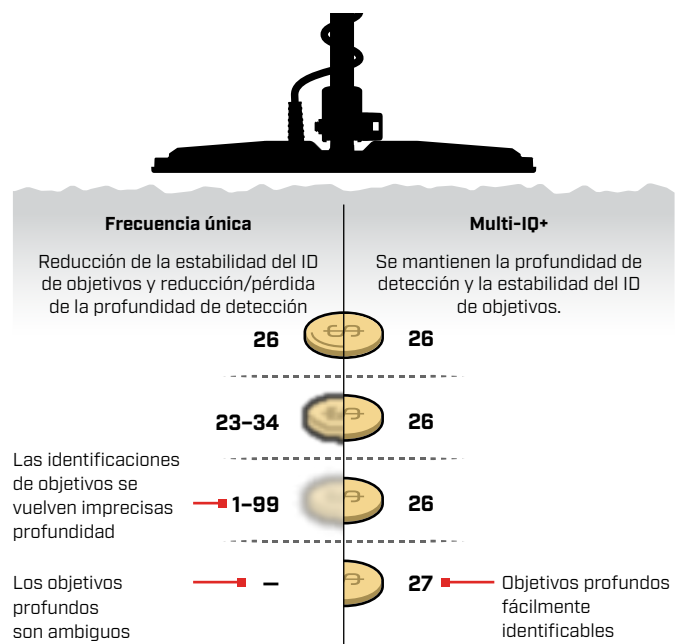 Frecuencia única
Reducción de la estabilidad del ID
de objetivos y reducción/pérdida
de la profundidad de detección
Multi-IQ+
Se mantienen la profundidad de
detección y la estabilidad del ID
de objetivos.
26
26
23–34
26
Las identificaciones
de objetivos se
vuelven imprecisas
profundidad
1–99
26
Los objetivos
profundos
son ambiguos
–
27
Objetivos profundos
fácilmente
identificables